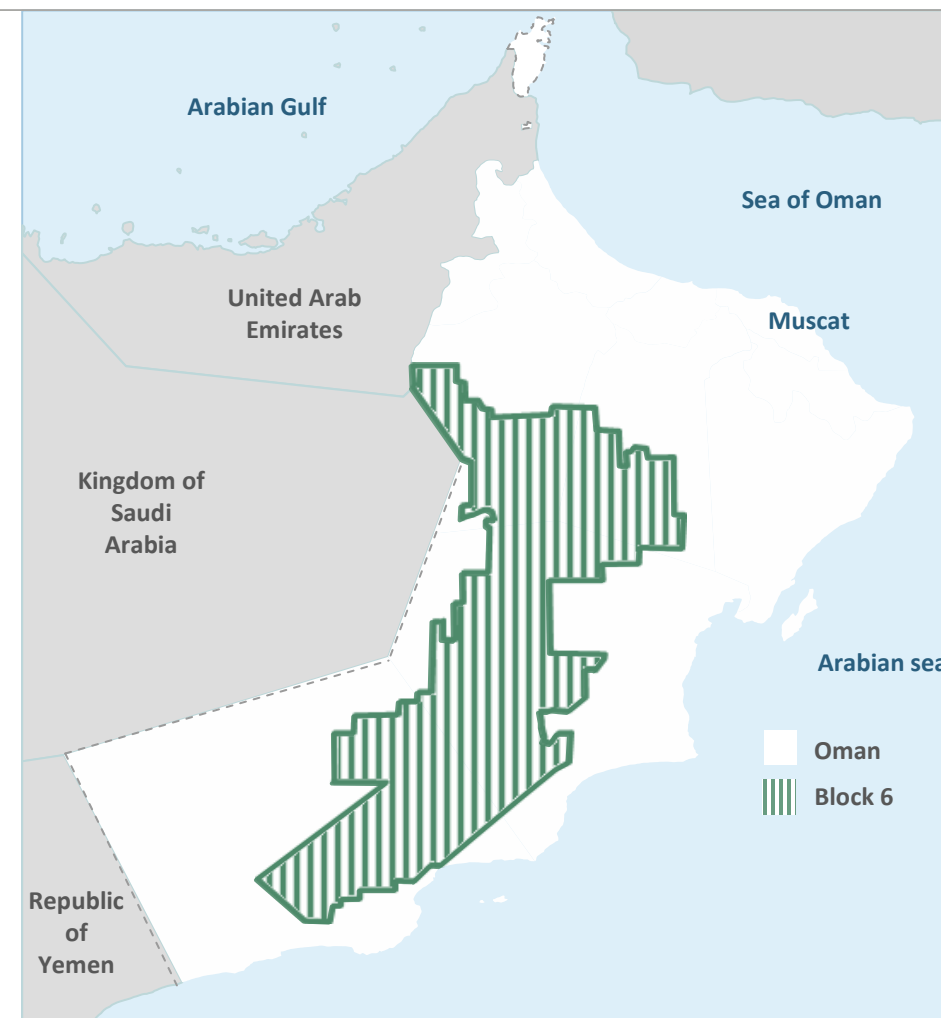 Arabian Gulf
Sea of Oman
United Arab
Emirates
Muscat
Kingdom of
Saudi
Arabia
Arabian sea
Oman
Block 6
Republic
of
Yemen